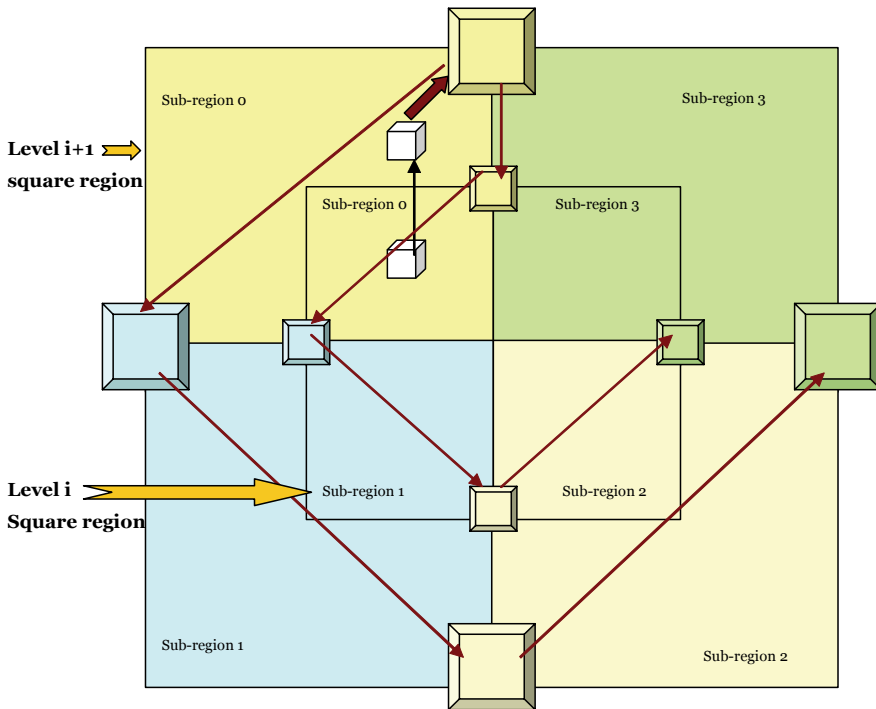 Sub-region 0
Sub-region 3
Level i+1
square region
Sub-region 0
Sub-region 3
Level i
Square region
Sub-region 1
Sub-region 2
Sub-region 1
Sub-region 2